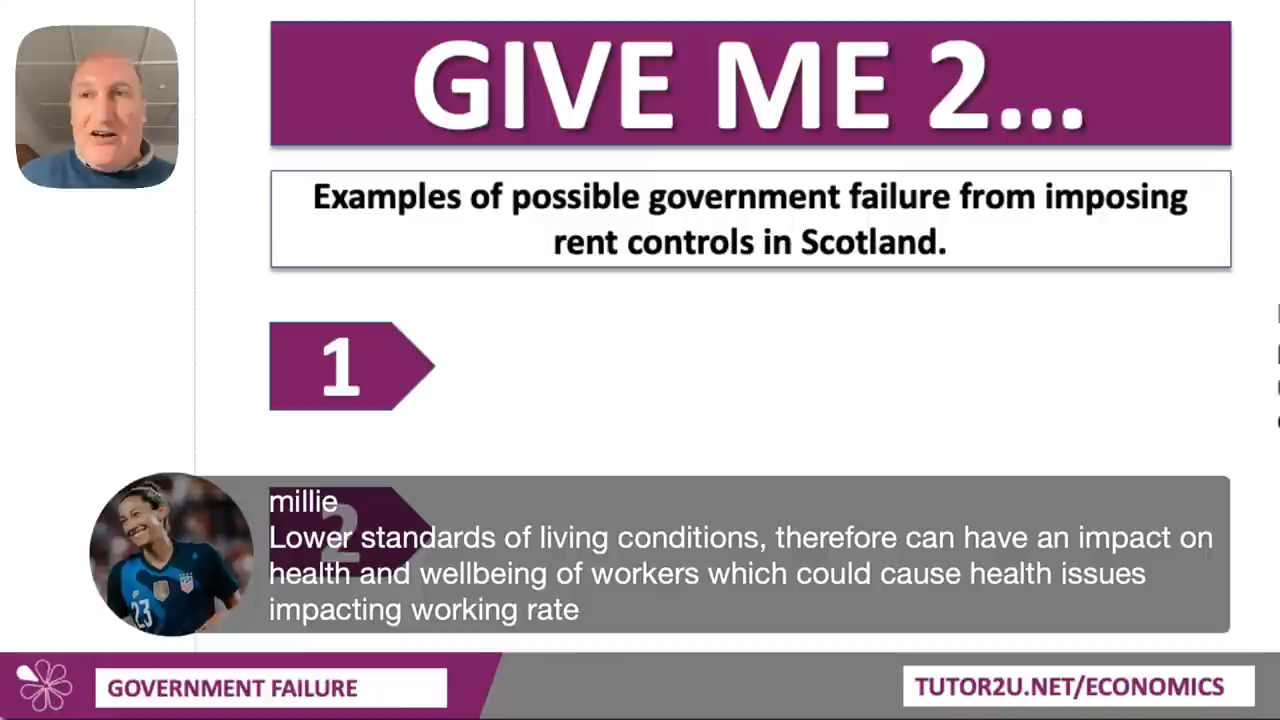 GIVE ME 2...
Examples of possible government failure from imposing
rent controls in Scotland.
1
2
millie
Lower standards of living conditions, therefore can have an impact on
health and wellbeing of workers which could cause health issues
impacting working rate
23
GOVERNMENT FAILURE
TUTOR2U.NET/ECONOMICS